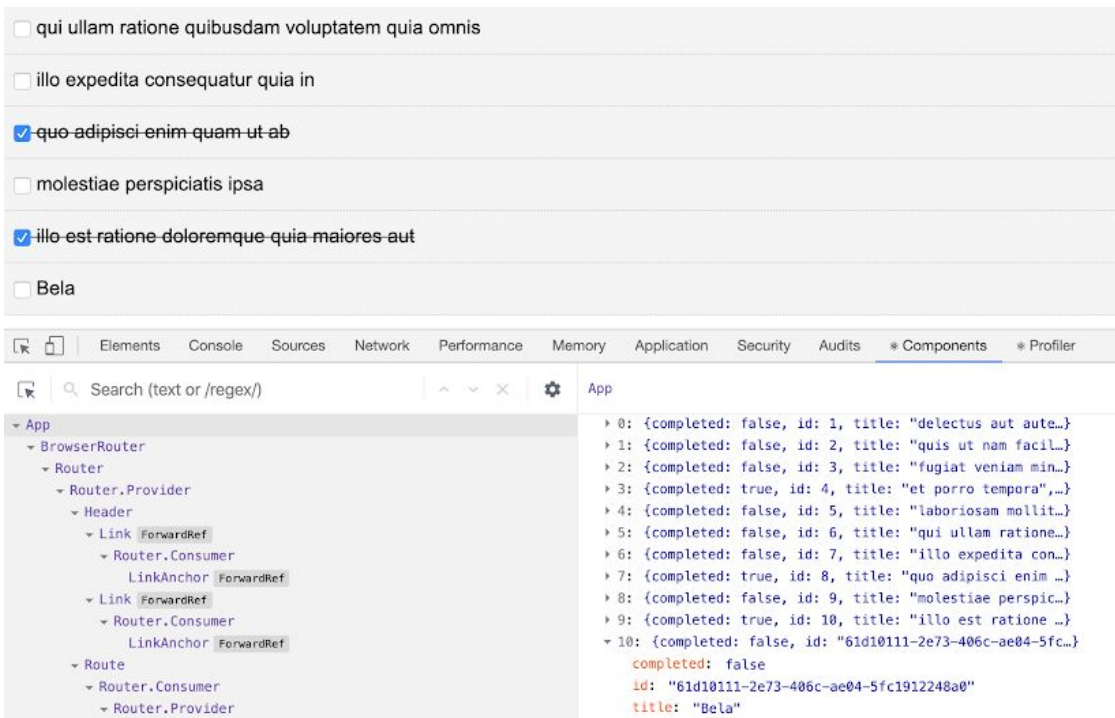 qui ullam ratione quibusdam voluptatem quia omnis
illo expedita consequatur quia in
quo adipisci enim quam ut ab
molestiae perspiciatis ipsa
illo est ratione doloremque quia maiores aut
Bela
Elements Console Sources Network Performance Memory Application Security Audits Components Profiler
Search (text or /regex/)
App
BrowserRouter
Router
Router.Provider
Header
Link ForwardRef
Router.Consumer
LinkAnchor ForwardRef
Link ForwardRef
Router.Consumer
LinkAnchor ForwardRef
Route
Router.Consumer
Router.Provider
App
0: {completed: false, id: 1, title: "delectus aut aute…}
1: {completed: false, id: 2, title: "quis ut nam facil…}
2: {completed: false, id: 3, title: "fugiat veniam min…}
3: {completed: true, id: 4, title: "et porro tempora",…}
4: {completed: false, id: 5, title: "laboriosam mollit…}
5: {completed: false, id: 6, title: "qui ullam ratione…}
6: {completed: false, id: 7, title: "illo expedita con…}
7: {completed: true, id: 8, title: "quo adipisci enim …}
8: {completed: false, id: 9, title: "molestiae perspic…}
9: {completed: true, id: 10, title: "illo est ratione …}
10: {completed: false, id: "61d10111-2e73-406c-ae04-5fc…}
completed: false
id: "61d10111-2e73-406c-ae04-5fc1912248a0"
title: "Bela"